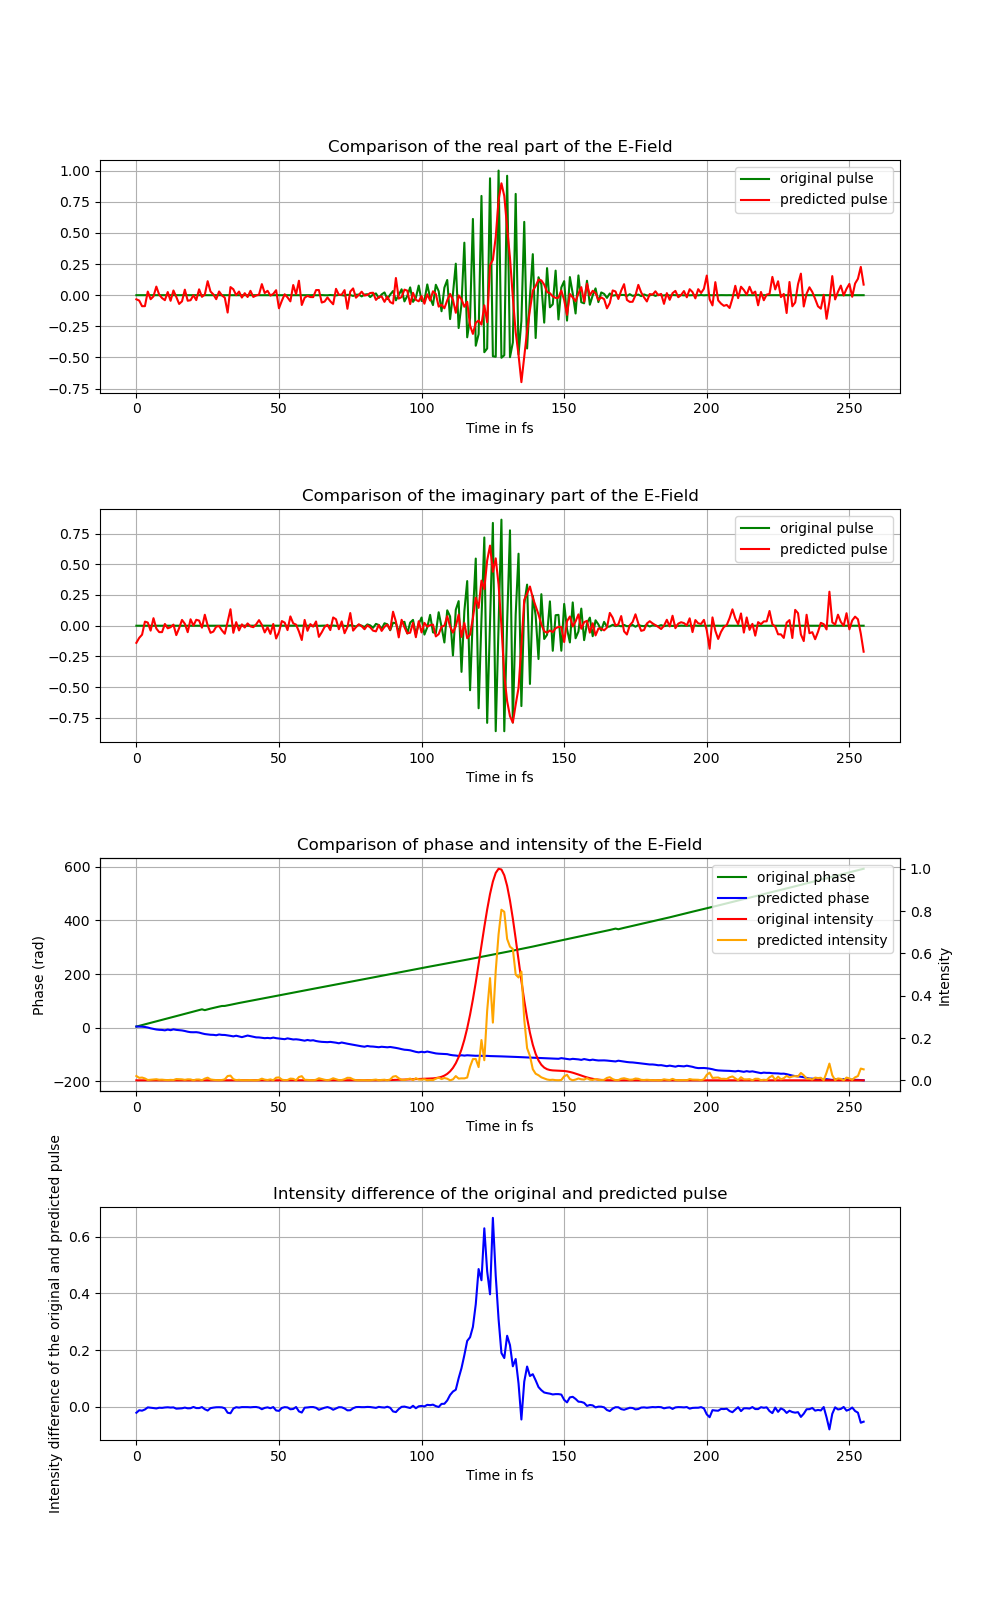 Comparison of the real part of the E-Field
1.00
0.75
0.50
0.25
0.00
−0.25
−0.50
−0.75
original pulse
predicted pulse
0 50 100 150 200 250
Time in fs
Comparison of the imaginary part of the E-Field
0.75
0.50
0.25
0.00
−0.25
−0.50
−0.75
original pulse
predicted pulse
0 50 100 150 200 250
Time in fs
Comparison of phase and intensity of the E-Field
Phase (rad)
600
400
200
0
−200
original phase
predicted phase
original intensity
predicted intensity
1.0
0.8
0.6
0.4
0.2
0.0
Intensity
0 50 100 150 200 250
Time in fs
Intensity difference of the original and predicted pulse
Intensity difference of the original and predicted pulse
0.6
0.4
0.2
0.0
0 50 100 150 200 250
Time in fs